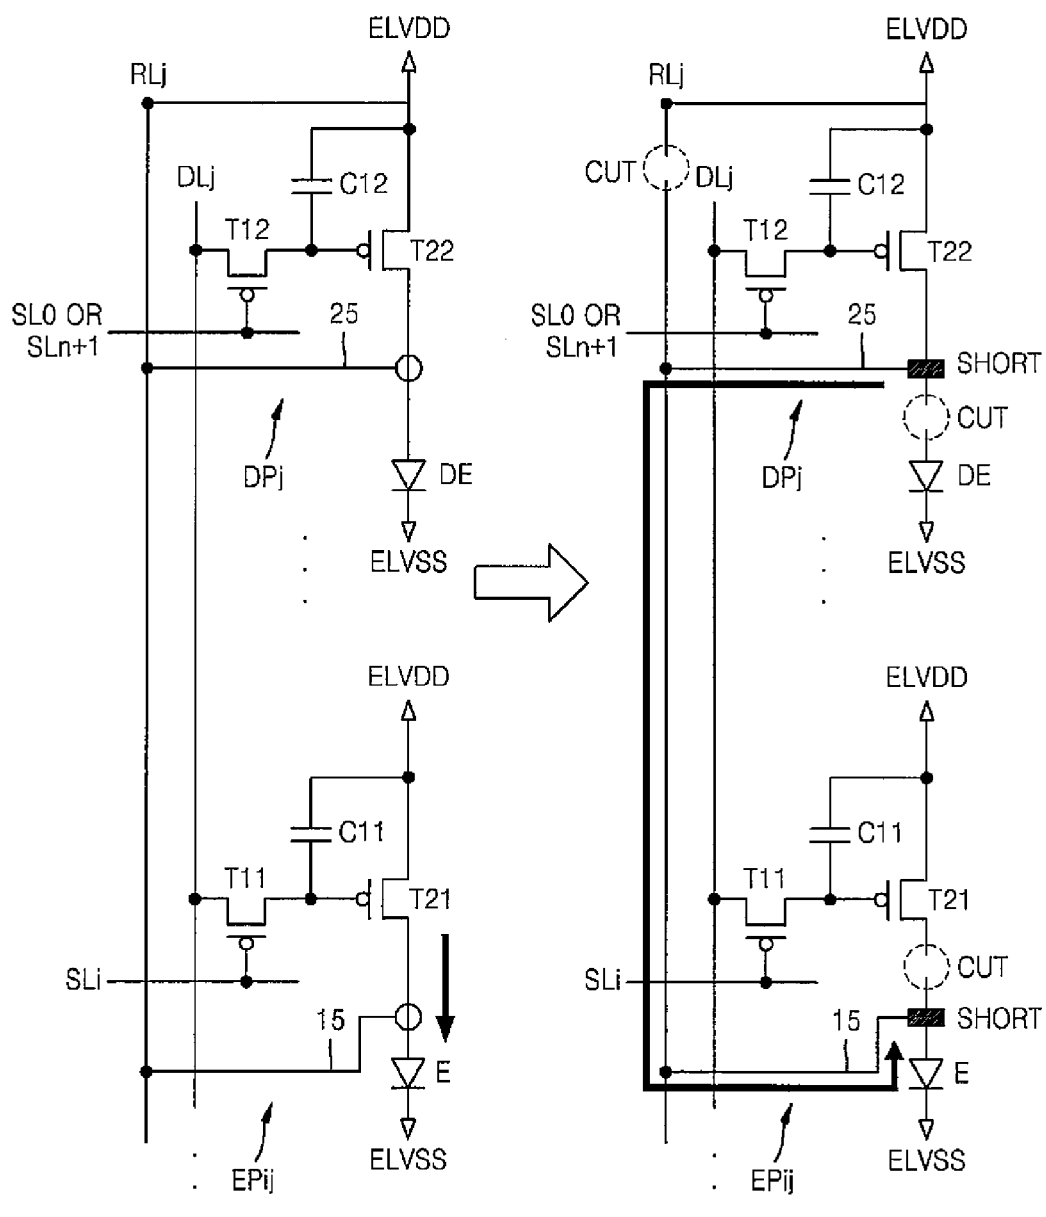 ELVDD
RLj
DLj
C12
T12
T22
SL0 OR
SLn+1
25
DPj
DE
ELVSS
ELVDD
C11
T11
T21
SLi
15
E
ELVSS
EPij
ELVDD
RLj
CUT
DLj
C12
T12
T22
SL0 OR
SLn+1
25
SHORT
CUT
DPj
DE
ELVSS
ELVDD
C11
T11
T21
CUT
SLi
15
SHORT
E
ELVSS
EPij